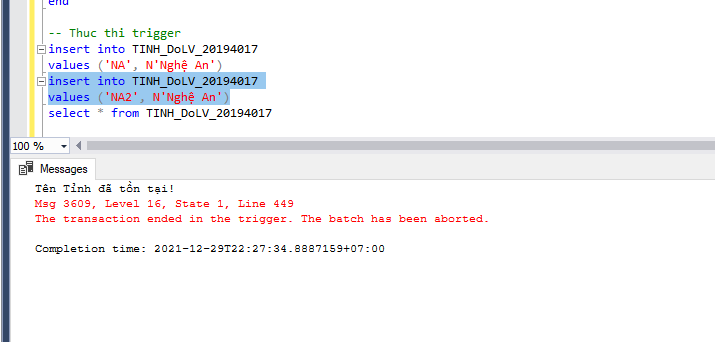 end
-- Thuc thi trigger
insert into TINH_DoLV_20194017
values ('NA', N'Nghệ An')
insert into TINH_DoLV_20194017
values ('NA2', N'Nghệ An')
select * from TINH_DoLV_20194017
100 %
Messages
Tên Tỉnh đã tồn tại!
Msg 3609, Level 16, State 1, Line 449
The transaction ended in the trigger. The batch has been aborted.
Completion time: 2021-12-29T22:27:34.8887159+07:00